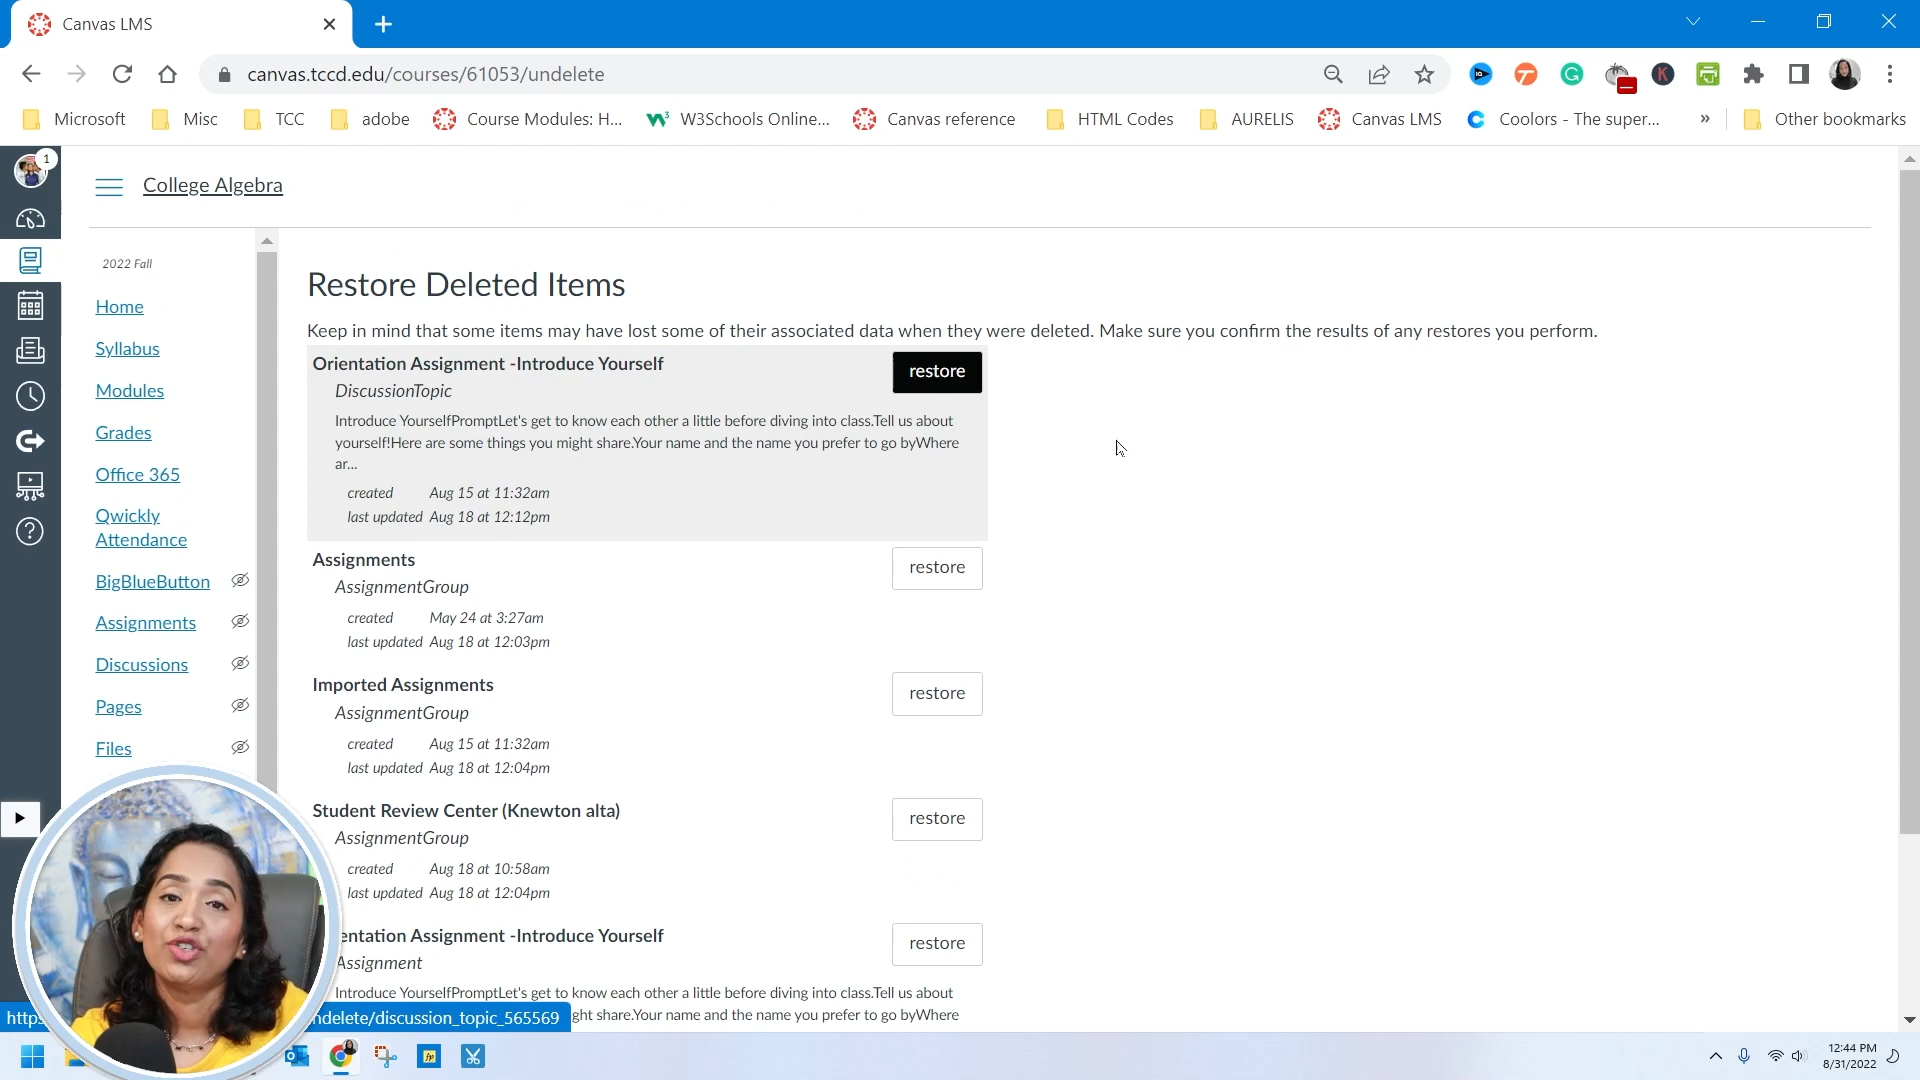 Canvas LMS
canvas.tccd.edu/courses/61053/undelete
Microsoft
Misc
TCC
adobe
Course Modules: H...
W3Schools Online...
Canvas reference
HTML Codes
AURELIS
Canvas LMS
Coolors - The super...
»
Other bookmarks
1
College Algebra
2022 Fall
Home
Syllabus
Modules
Grades
Office 365
Qwickly
Attendance
BigBlueButton
Assignments
Discussions
Pages
Files
Restore Deleted Items
Keep in mind that some items may have lost some of their associated data when they were deleted. Make sure you confirm the results of any restores you perform.
Orientation Assignment -Introduce Yourself
restore
DiscussionTopic
Introduce YourselfPromptLet's get to know each other a little before diving into class.Tell us about
yourself!Here are some things you might share.Your name and the name you prefer to go byWhere
ar...
created Aug 15 at 11:32am
last updated Aug 18 at 12:12pm
Assignments
restore
AssignmentGroup
created May 24 at 3:27am
last updated Aug 18 at 12:03pm
Imported Assignments
restore
AssignmentGroup
created Aug 15 at 11:32am
last updated Aug 18 at 12:04pm
Student Review Center (Knewton alta)
restore
AssignmentGroup
created Aug 18 at 10:58am
last updated Aug 18 at 12:04pm
entation Assignment -Introduce Yourself
restore
Assignment
Introduce YourselfPromptLet's get to know each other a little before diving into class.Tell us about
ght share.Your name and the name you prefer to go byWhere
https
ndelete/discussion_topic_565569
12:44 PM
8/31/2022